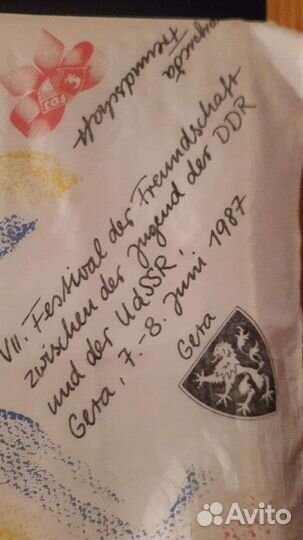 Freundschaft
VII. Festival der Freundschaft
zwischen der Jugend der DDR
und der UdSSR,
Gera, 7.-8. Juni 1987
Gera
FDJ
Avito